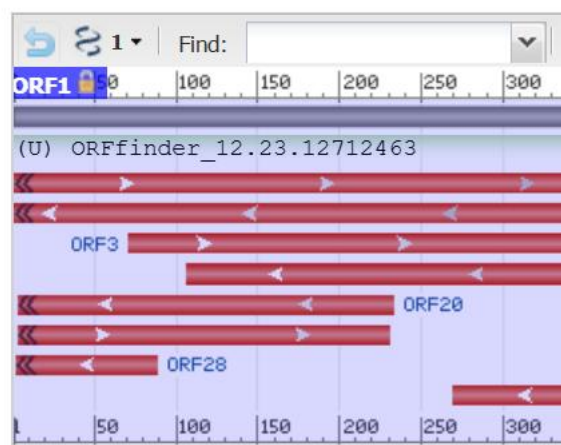 1 Find:
ORF1 50 100 150 200 250 300
(U) ORFfinder_12.23.12712463
ORF3
ORF20
ORF28
1 50 100 150 200 250 300